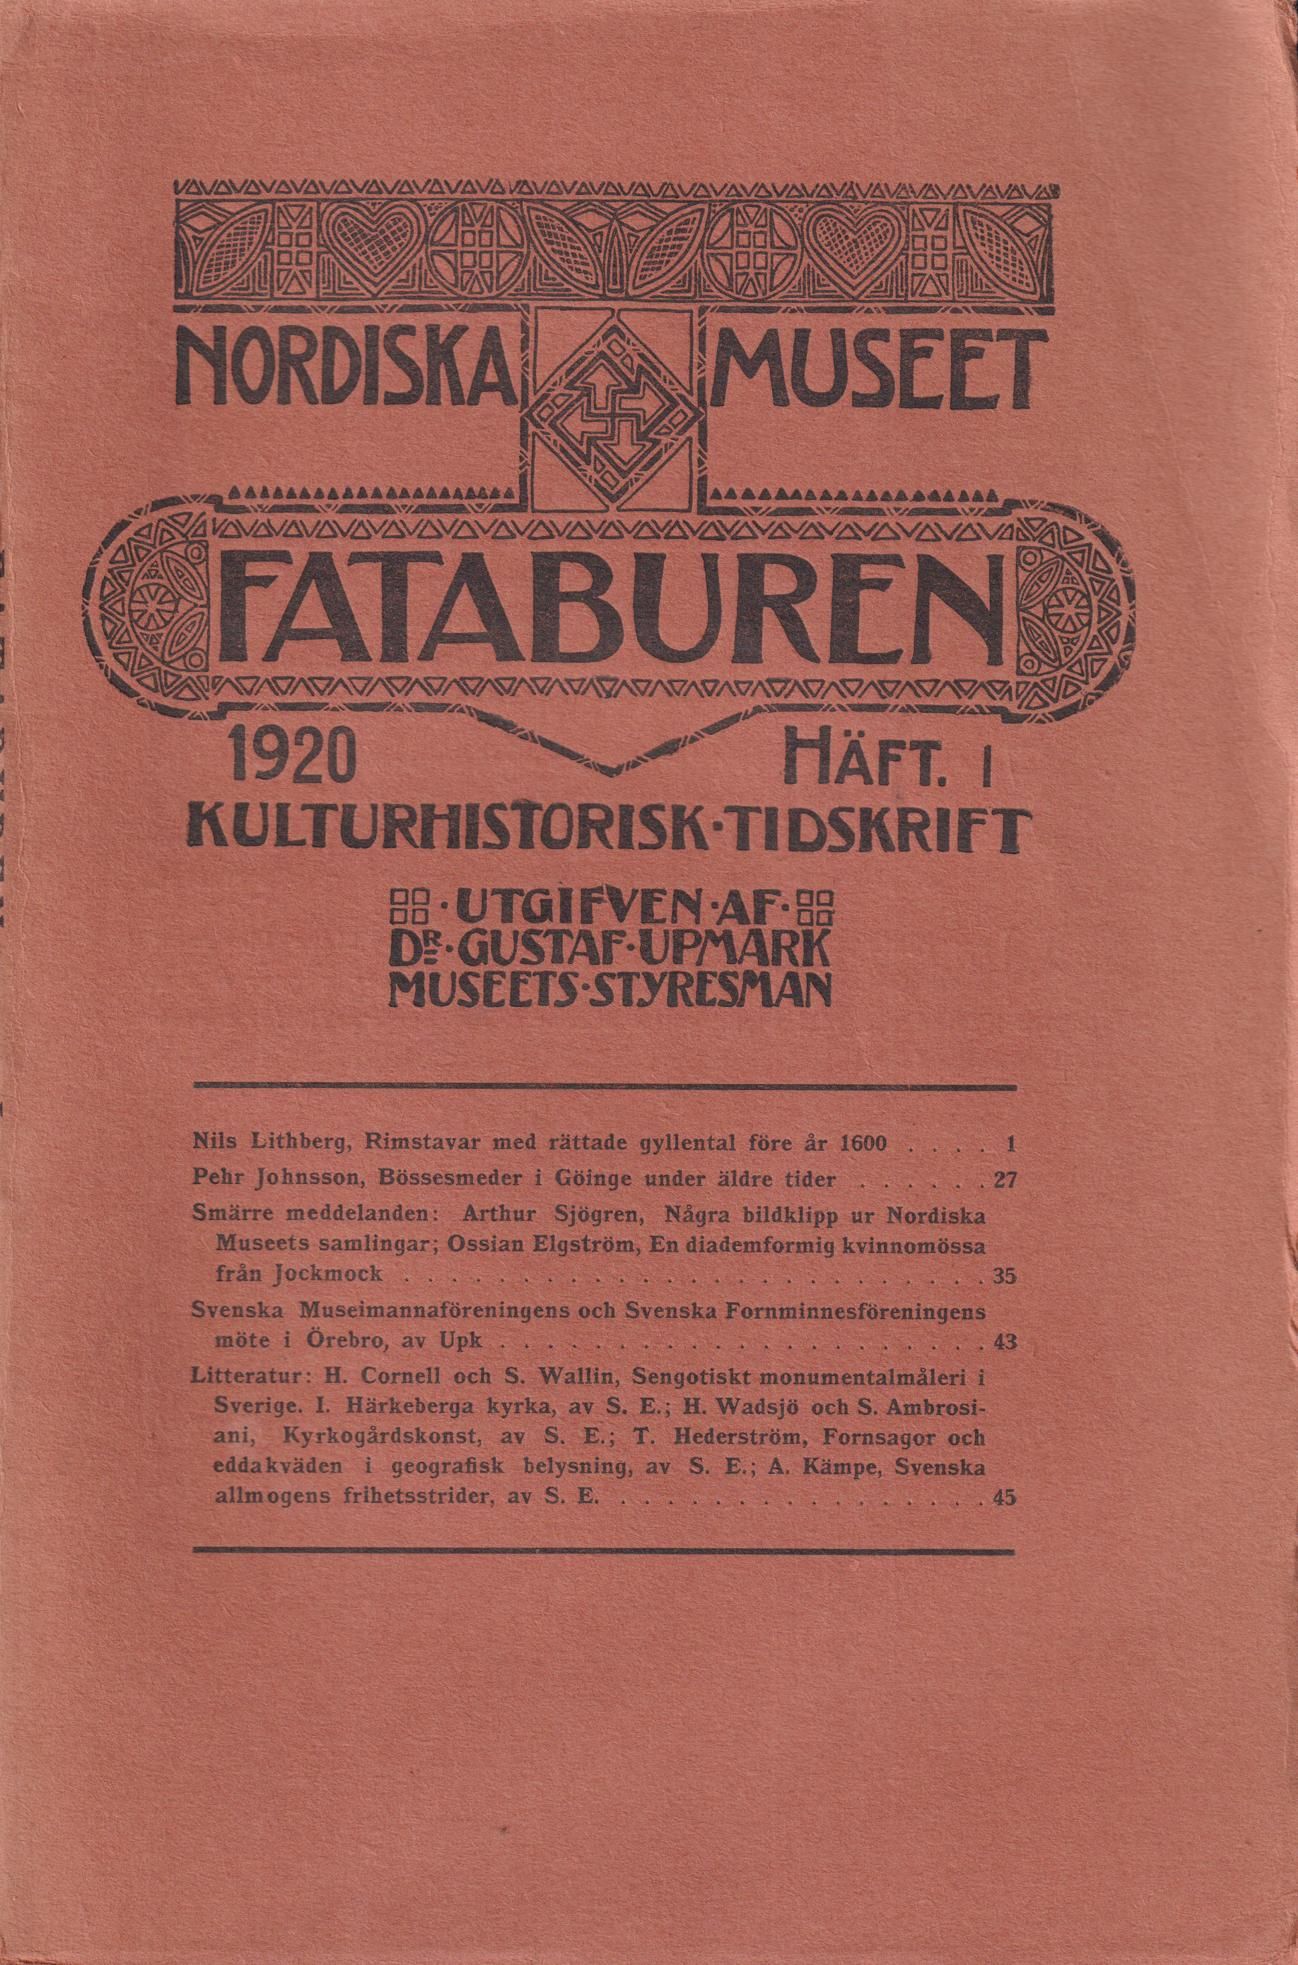 NORDISKA MUSEET
FATABUREN
1920 HÄFT. 1
KULTURHISTORISK·TIDSKRIFT
·UTGIFVEN·AF·
DR·GUSTAF·UPMARK
MUSEETS·STYRESMAN
Nils Lithberg, Rimstavar med rättade gyllental före år 1600 . . . . 1
Pehr Johnsson, Bössesmeder i Göinge under äldre tider . . . . . . 27
Smärre meddelanden: Arthur Sjögren, Några bildklipp ur Nordiska
Museets samlingar; Ossian Elgström, En diademformig kvinnomössa
från Jockmock . . . . . . . . . . . . . . . . . . . . . . . . . 35
Svenska Museimannaföreningens och Svenska Fornminnesföreningens
möte i Örebro, av Upk . . . . . . . . . . . . . . . . . . . . . 43
Litteratur: H. Cornell och S. Wallin, Sengotiskt monumentalmåleri i
Sverige. I. Härkeberga kyrka, av S. E.; H. Wadsjö och S. Ambrosi-
ani, Kyrkogårdskonst, av S. E.; T. Hederström, Fornsagor och
eddakväden i geografisk belysning, av S. E.; A. Kämpe, Svenska
allmogens frihetsstrider, av S. E. . . . . . . . . . . . . . . . . 45